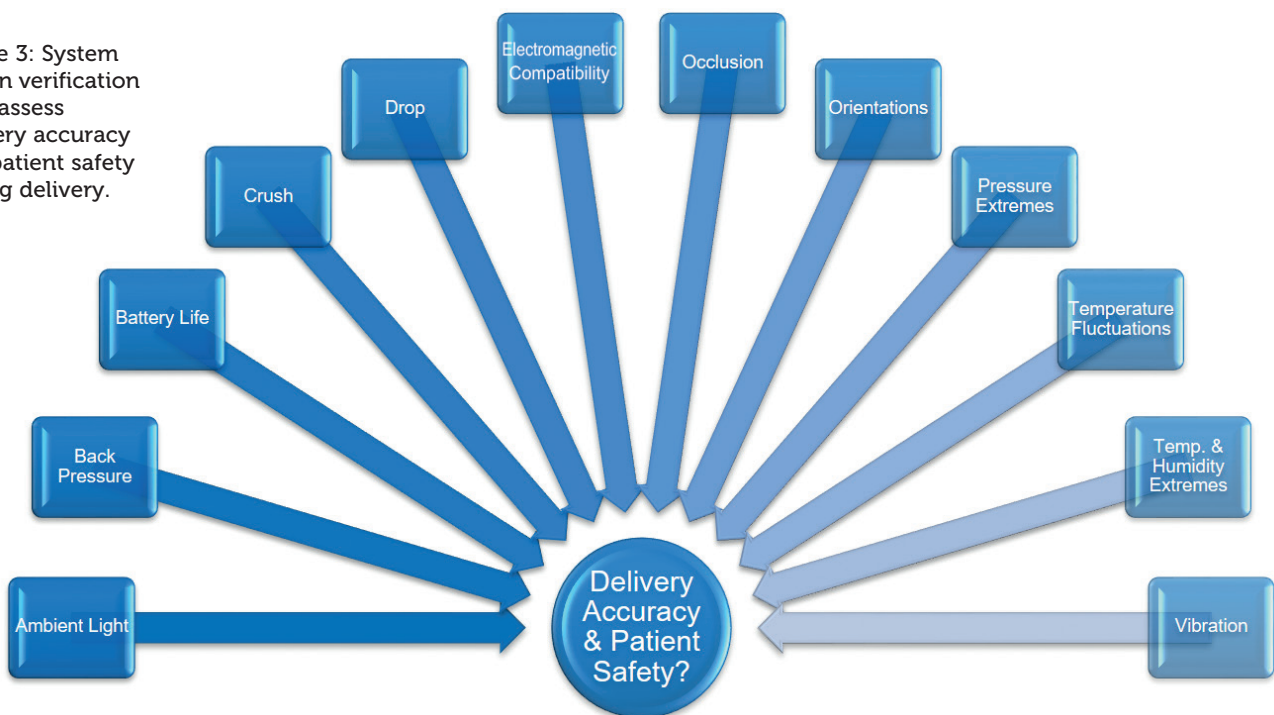 3: System
verification
assess
accuracy
patient safety
delivery.
Electromagnetic
Compatibility
Occlusion
Drop
Orientations
Crush
Pressure
Extremes
Battery Life
Temperature
Fluctuations
Back
Pressure
Temp. &
Humidity
Extremes
Ambient Light
Delivery
Accuracy
& Patient
Safety?
Vibration